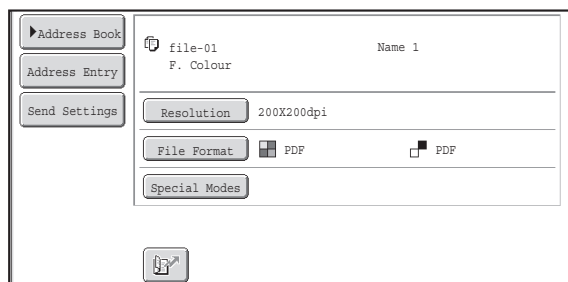 Address Book
Address Entry
Send Settings
file-01 Name 1
F. Colour
Resolution 200X200dpi
File Format PDF PDF
Special Modes